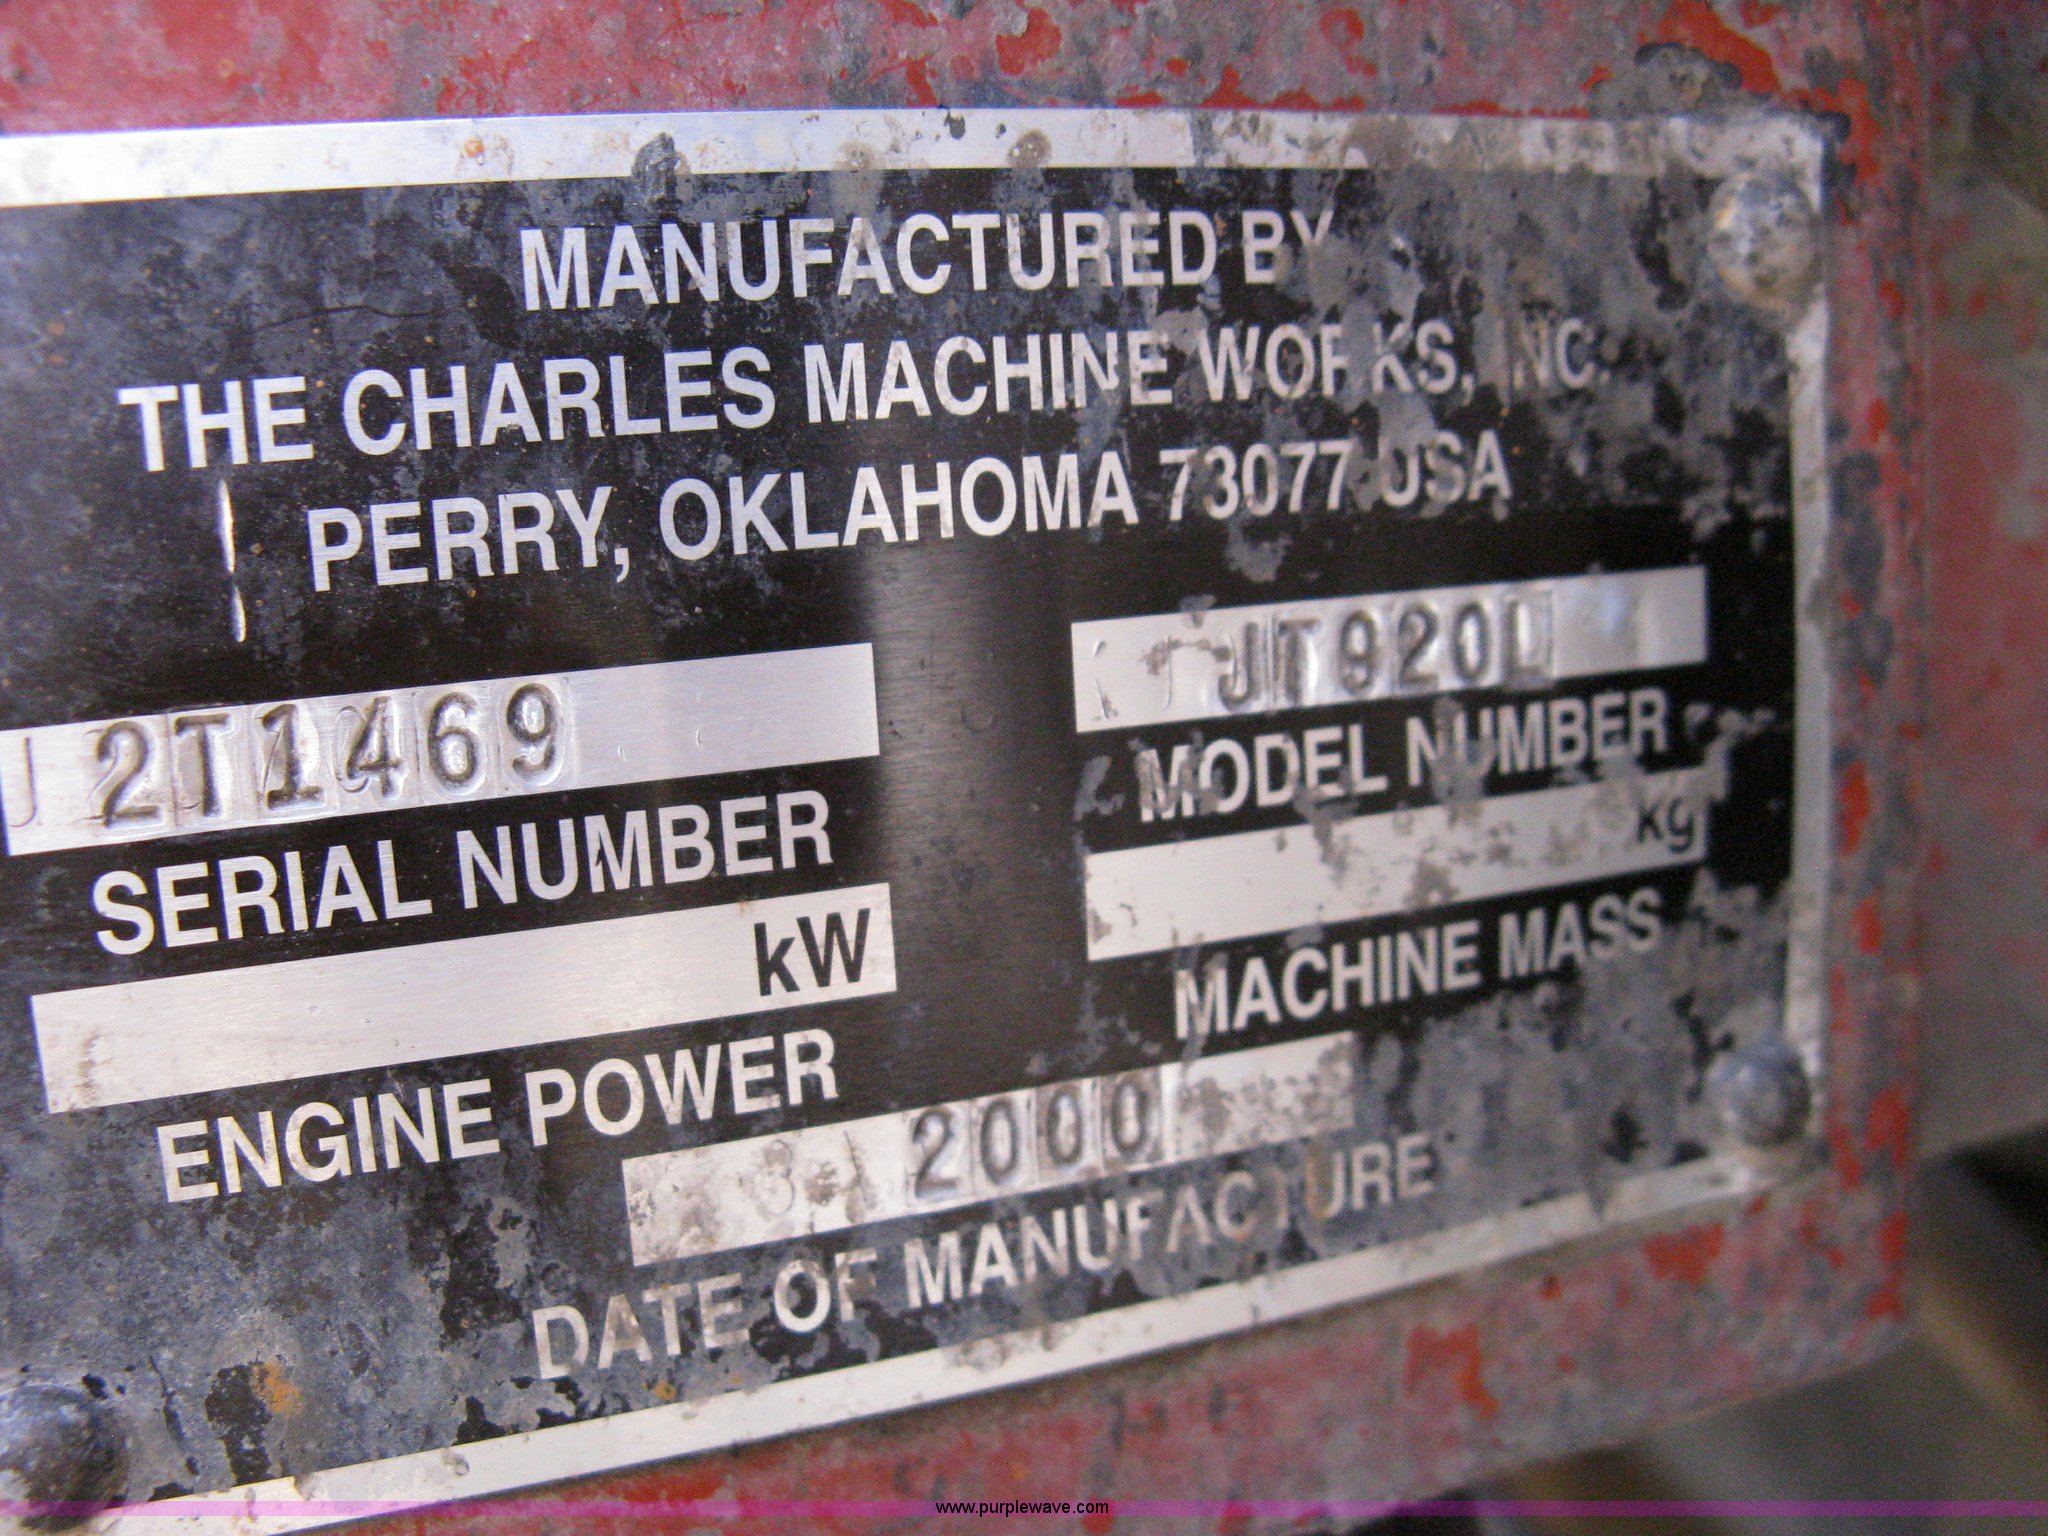 MANUFACTURED BY
THE CHARLES MACHINE WORKS, INC.
PERRY, OKLAHOMA 73077 USA
2T1469
JT920L
SERIAL NUMBER
MODEL NUMBER
kW
kg
ENGINE POWER
MACHINE MASS
2000
DATE OF MANUFACTURE
www.purplewave.com